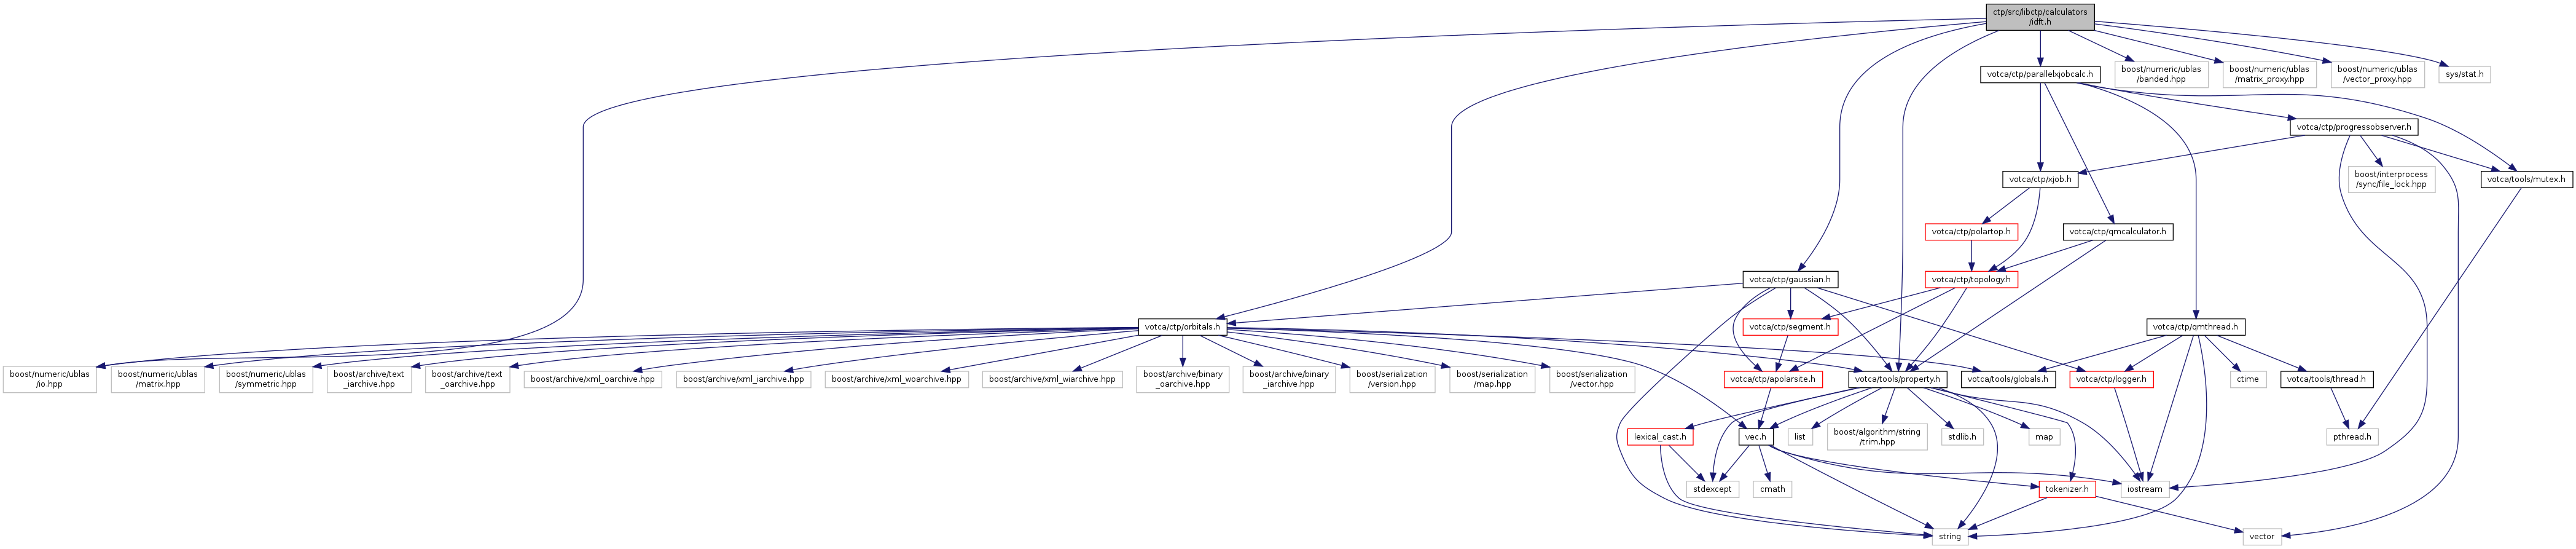 ctp/src/libctp/calculators
/idft.h
votca/ctp/parallelxjobcalc.h
boost/numeric/ublas
/banded.hpp
boost/numeric/ublas
/matrix_proxy.hpp
boost/numeric/ublas
/vector_proxy.hpp
sys/stat.h
votca/ctp/progressobserver.h
votca/ctp/xjob.h
boost/interprocess
/sync/file_lock.hpp
votca/tools/mutex.h
votca/ctp/polartop.h
votca/ctp/qmcalculator.h
votca/ctp/gaussian.h
votca/ctp/topology.h
votca/ctp/orbitals.h
votca/ctp/segment.h
votca/ctp/qmthread.h
boost/numeric/ublas
/io.hpp
boost/numeric/ublas
/matrix.hpp
boost/numeric/ublas
/symmetric.hpp
boost/archive/text
_iarchive.hpp
boost/archive/text
_oarchive.hpp
boost/archive/xml_oarchive.hpp
boost/archive/xml_iarchive.hpp
boost/archive/xml_woarchive.hpp
boost/archive/xml_wiarchive.hpp
boost/archive/binary
_oarchive.hpp
boost/archive/binary
_iarchive.hpp
boost/serialization
/version.hpp
boost/serialization
/map.hpp
boost/serialization
/vector.hpp
votca/ctp/apolarsite.h
votca/tools/property.h
votca/tools/globals.h
votca/ctp/logger.h
ctime
votca/tools/thread.h
lexical_cast.h
vec.h
list
boost/algorithm/string
/trim.hpp
stdlib.h
map
pthread.h
stdexcept
cmath
tokenizer.h
iostream
string
vector